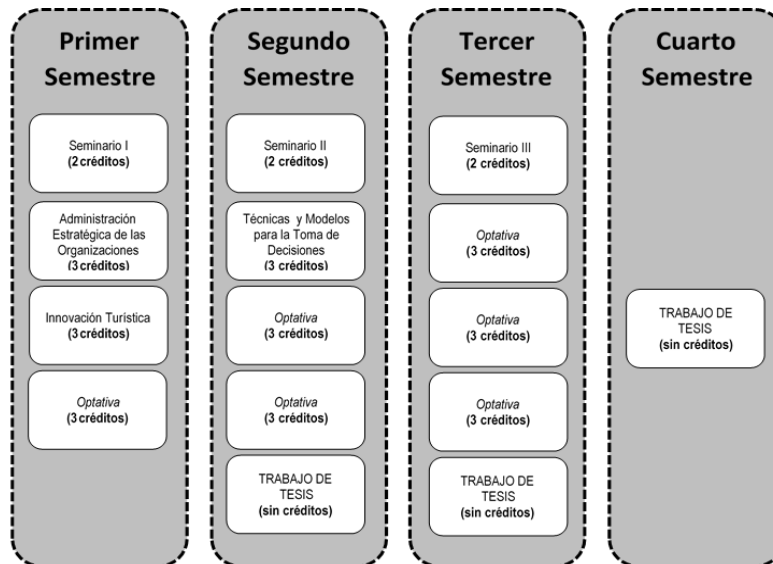 Primer
Semestre
Seminario I
(2 créditos)
Administración
Estratégica de las
Organizaciones
(3 créditos)
Innovación Turística
(3 créditos)
Optativa
(3 créditos)
Segundo
Semestre
Seminario II
(2 créditos)
Técnicas y Modelos
para la Toma de
Decisiones
(3 créditos)
Optativa
(3 créditos)
Optativa
(3 créditos)
TRABAJO DE
TESIS
(sin créditos)
Tercer
Semestre
Seminario III
(2 créditos)
Optativa
(3 créditos)
Optativa
(3 créditos)
Optativa
(3 créditos)
TRABAJO DE
TESIS
(sin créditos)
Cuarto
Semestre
TRABAJO DE
TESIS
(sin créditos)